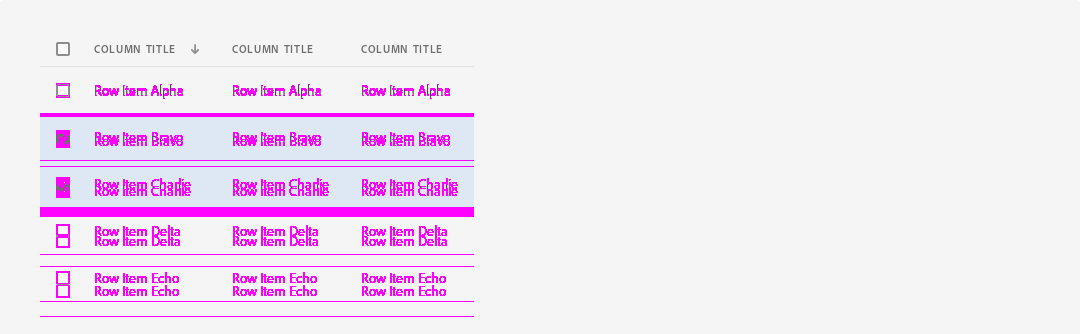 COLUMN TITLE COLUMN TITLE COLUMN TITLE
Row Item Alpha Row Item Alpha Row Item Alpha
Row Item Bravo Row Item Bravo Row Item Bravo
Row Item Bravo Row Item Bravo Row Item Bravo
Row Item Charlie Row Item Charlie Row Item Charlie
Row Item Charlie Row Item Charlie Row Item Charlie
Row Item Delta Row Item Delta Row Item Delta
Row Item Delta Row Item Delta Row Item Delta
Row Item Echo Row Item Echo Row Item Echo
Row Item Echo Row Item Echo Row Item Echo